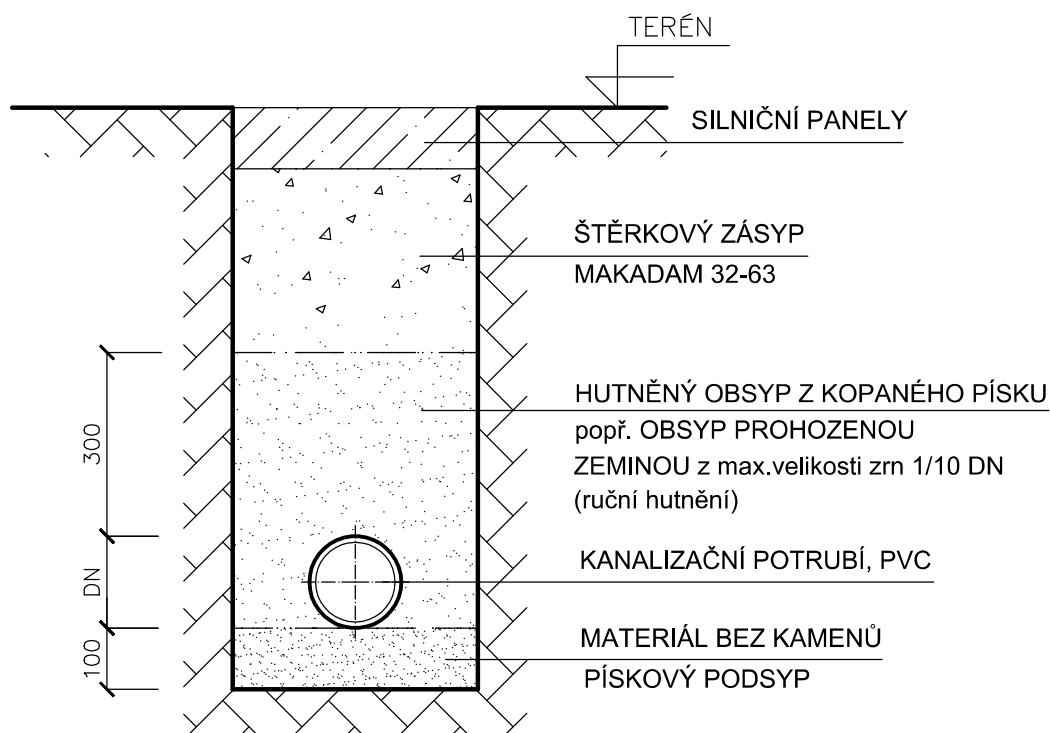 TERÉN
SILNIČNÍ PANELY
ŠTĚRKOVÝ ZÁSYP
MAKADAM 32-63
300
HUTNĚNÝ OBSYP Z KOPANÉHO PÍSKU
popř. OBSYP PROHOZENOU
ZEMINOU z max.velikosti zrn 1/10 DN
(ruční hutnění)
DN
KANALIZAČNÍ POTRUBÍ, PVC
100
MATERIÁL BEZ KAMENŮ
PÍSKOVÝ PODSYP